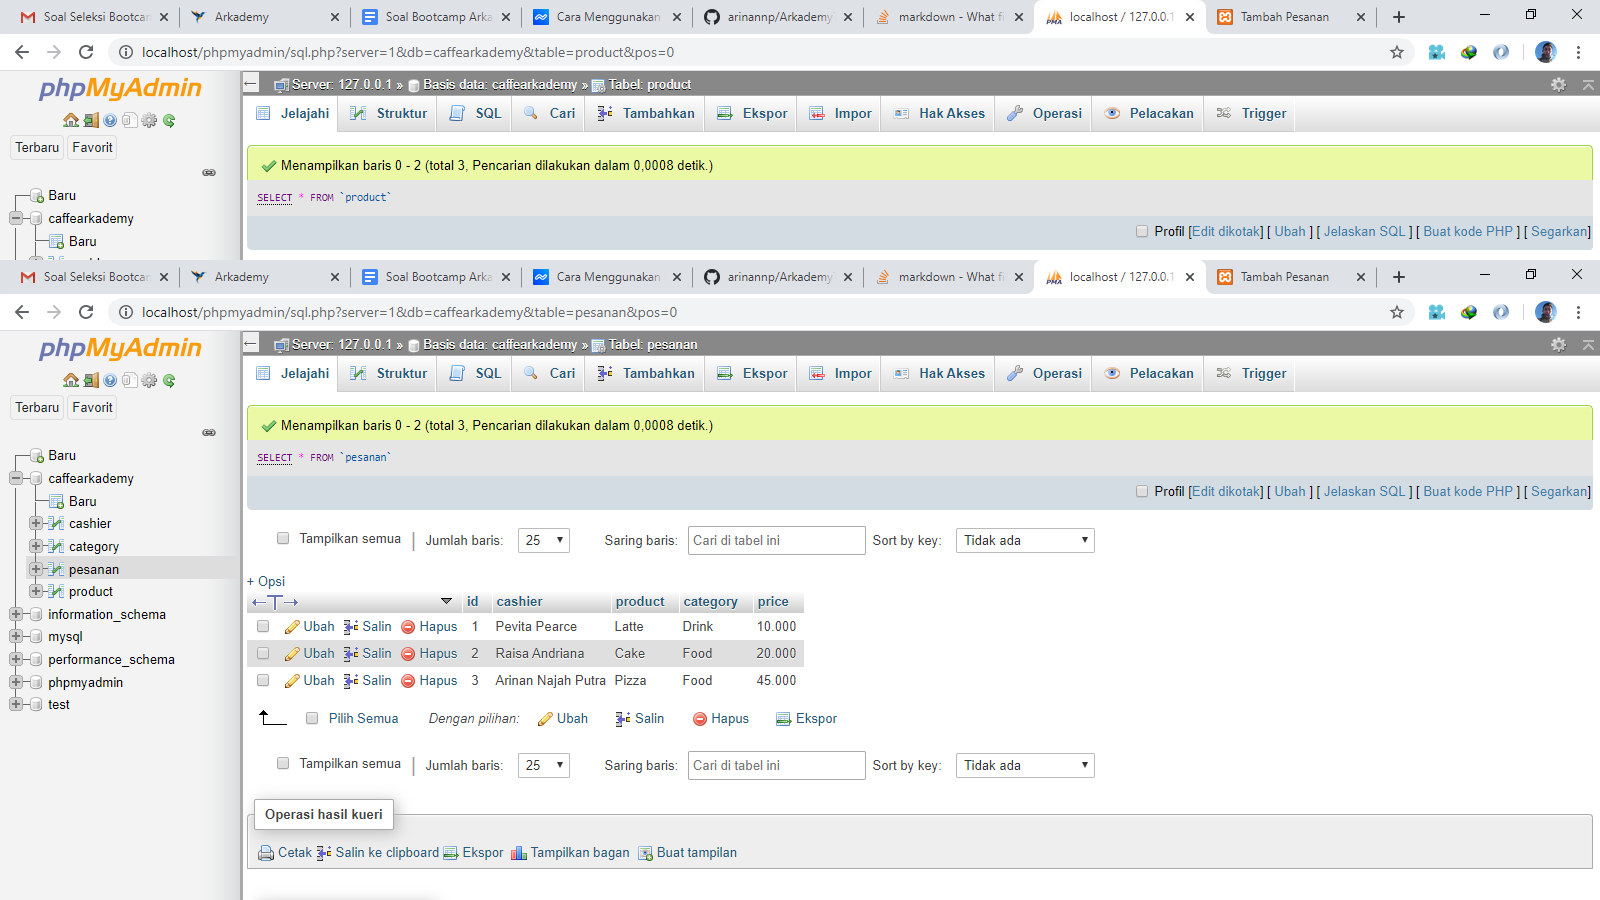 Soal Seleksi Bootcan
Arkademy
Soal Bootcamp Arka
Cara Menggunakan
arinannp/Arkademy
markdown - What fi
localhost / 127.0.0.1
Tambah Pesanan
localhost/phpmyadmin/sql.php?server=1&db=caffearkademy&table=product&pos=0
phpMyAdmin
Terbaru Favorit
Baru
caffearkademy
Baru
Server: 127.0.0.1 » Basis data: caffearkademy » Tabel: product
Jelajahi Struktur SQL Cari Tambahkan Ekspor Impor Hak Akses Operasi Pelacakan Trigger
Menampilkan baris 0 - 2 (total 3, Pencarian dilakukan dalam 0,0008 detik.)
SELECT * FROM `product`
Profil [Edit dikotak] [ Ubah ] [ Jelaskan SQL ] [ Buat kode PHP ] [ Segarkan]
Soal Seleksi Bootcan
Arkademy
Soal Bootcamp Arka
Cara Menggunakan
arinannp/Arkademy
markdown - What fi
localhost / 127.0.0.1
Tambah Pesanan
localhost/phpmyadmin/sql.php?server=1&db=caffearkademy&table=pesanan&pos=0
phpMyAdmin
Terbaru Favorit
Baru
caffearkademy
Baru
cashier
category
pesanan
product
information_schema
mysql
performance_schema
phpmyadmin
test
Server: 127.0.0.1 » Basis data: caffearkademy » Tabel: pesanan
Jelajahi Struktur SQL Cari Tambahkan Ekspor Impor Hak Akses Operasi Pelacakan Trigger
Menampilkan baris 0 - 2 (total 3, Pencarian dilakukan dalam 0,0008 detik.)
SELECT * FROM `pesanan`
Profil [Edit dikotak] [ Ubah ] [ Jelaskan SQL ] [ Buat kode PHP ] [ Segarkan]
Tampilkan semua | Jumlah baris: 25 Saring baris: Cari di tabel ini Sort by key: Tidak ada
+ Opsi
←T→ id cashier product category price
Ubah Salin Hapus 1 Pevita Pearce Latte Drink 10.000
Ubah Salin Hapus 2 Raisa Andriana Cake Food 20.000
Ubah Salin Hapus 3 Arinan Najah Putra Pizza Food 45.000
Pilih Semua Dengan pilihan: Ubah Salin Hapus Ekspor
Tampilkan semua | Jumlah baris: 25 Saring baris: Cari di tabel ini Sort by key: Tidak ada
Operasi hasil kueri
Cetak Salin ke clipboard Ekspor Tampilkan bagan Buat tampilan